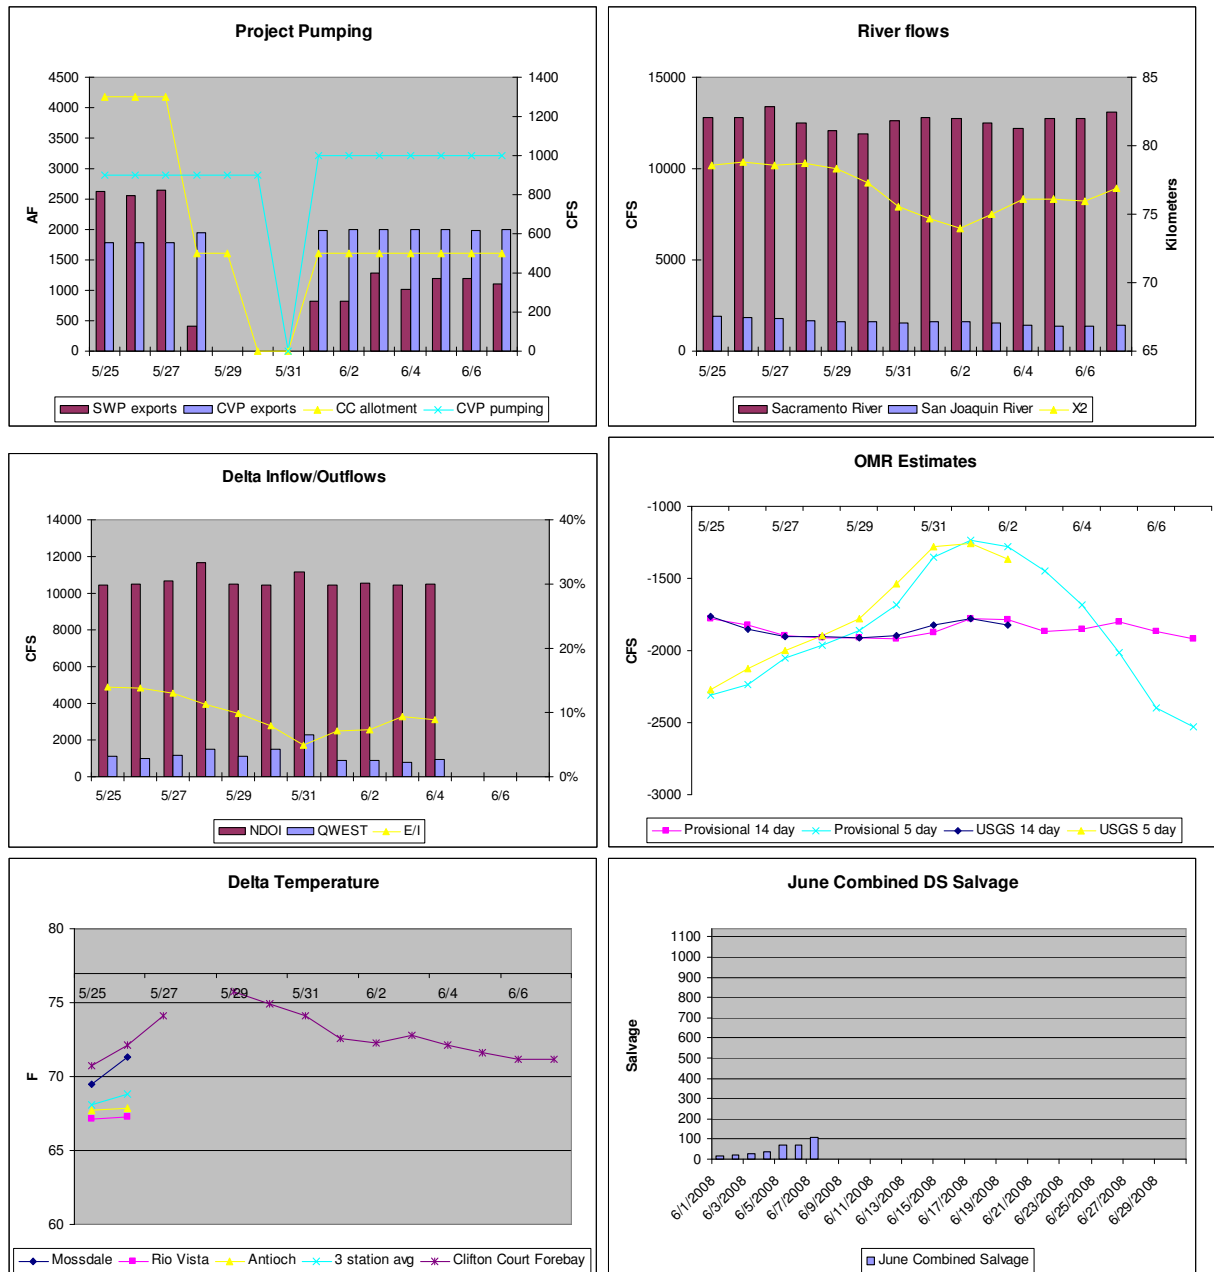 Project Pumping
4500
4000
3500
3000
2500
2000
1500
1000
500
0
AF
1400
1200
1000
800
600
400
200
0
CFS
5/25 5/27 5/29 5/31 6/2 6/4 6/6
SWP exports CVP exports CC allotment CVP pumping
River flows
15000
10000
5000
0
CFS
85
80
75
70
65
Kilometers
5/25 5/27 5/29 5/31 6/2 6/4 6/6
Sacramento River San Joaquin River X2
Delta Inflow/Outflows
14000
12000
10000
8000
6000
4000
2000
0
CFS
40%
30%
20%
10%
0%
5/25 5/27 5/29 5/31 6/2 6/4 6/6
NDOI QWEST E/I
OMR Estimates
-1000
-1500
-2000
-2500
-3000
CFS
5/25 5/27 5/29 5/31 6/2 6/4 6/6
Provisional 14 day Provisional 5 day USGS 14 day USGS 5 day
Delta Temperature
80
75
70
65
60
F
5/25 5/27 5/29 5/31 6/2 6/4 6/6
Mossdale Rio Vista Antioch 3 station avg Clifton Court Forebay
June Combined DS Salvage
1100
1000
900
800
700
600
500
400
300
200
100
0
Salvage
6/1/2008 6/3/2008 6/5/2008 6/7/2008 6/9/2008 6/11/2008 6/13/2008 6/15/2008 6/17/2008 6/19/2008 6/21/2008 6/23/2008 6/25/2008 6/27/2008 6/29/2008
June Combined Salvage